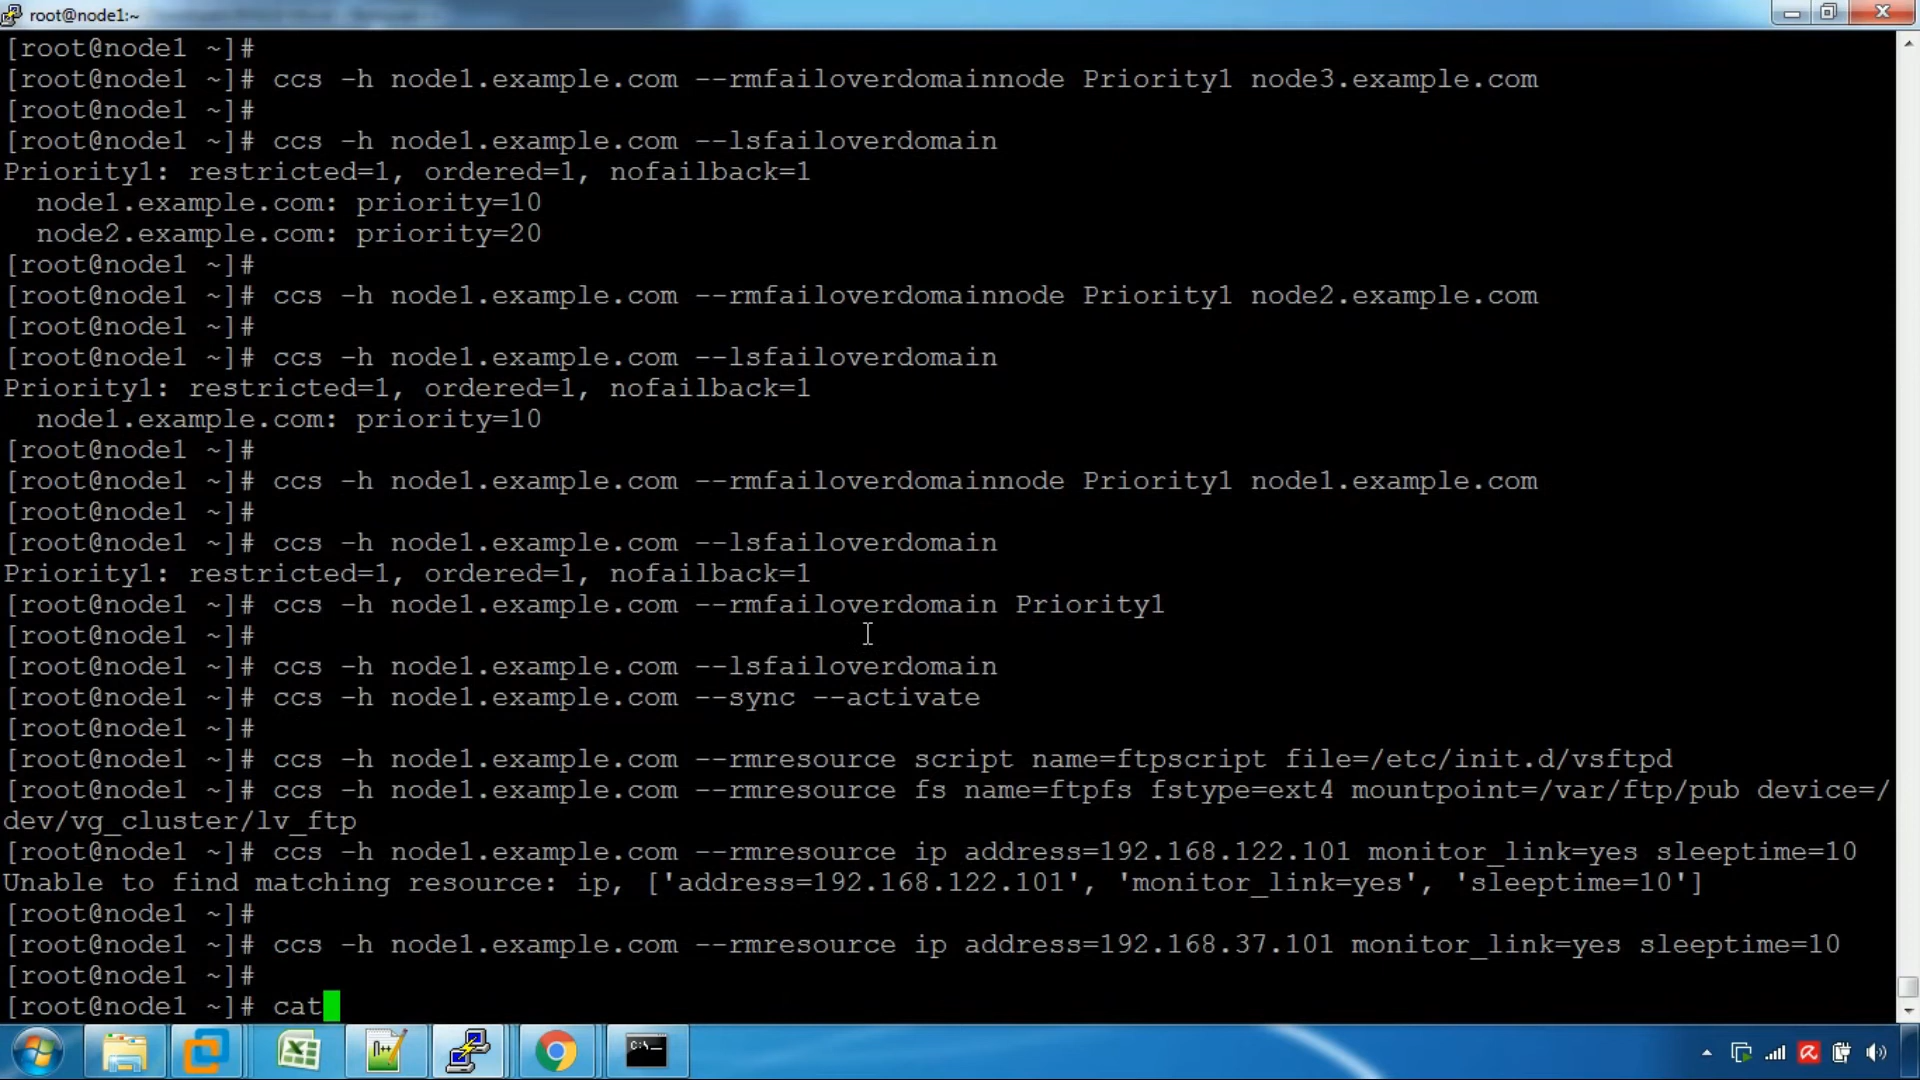 root@node1:~
[root@node1 ~]#
[root@node1 ~]# ccs -h node1.example.com --rmfailoverdomainnode Priority1 node3.example.com
[root@node1 ~]#
[root@node1 ~]# ccs -h node1.example.com --lsfailoverdomain
Priority1: restricted=1, ordered=1, nofailback=1
  node1.example.com: priority=10
  node2.example.com: priority=20
[root@node1 ~]#
[root@node1 ~]# ccs -h node1.example.com --rmfailoverdomainnode Priority1 node2.example.com
[root@node1 ~]#
[root@node1 ~]# ccs -h node1.example.com --lsfailoverdomain
Priority1: restricted=1, ordered=1, nofailback=1
  node1.example.com: priority=10
[root@node1 ~]#
[root@node1 ~]# ccs -h node1.example.com --rmfailoverdomainnode Priority1 node1.example.com
[root@node1 ~]#
[root@node1 ~]# ccs -h node1.example.com --lsfailoverdomain
Priority1: restricted=1, ordered=1, nofailback=1
[root@node1 ~]# ccs -h node1.example.com --rmfailoverdomain Priority1
[root@node1 ~]#
[root@node1 ~]# ccs -h node1.example.com --lsfailoverdomain
[root@node1 ~]# ccs -h node1.example.com --sync --activate
[root@node1 ~]#
[root@node1 ~]# ccs -h node1.example.com --rmresource script name=ftpscript file=/etc/init.d/vsftpd
[root@node1 ~]# ccs -h node1.example.com --rmresource fs name=ftpfs fstype=ext4 mountpoint=/var/ftp/pub device=/
dev/vg_cluster/lv_ftp
[root@node1 ~]# ccs -h node1.example.com --rmresource ip address=192.168.122.101 monitor_link=yes sleeptime=10
Unable to find matching resource: ip, ['address=192.168.122.101', 'monitor_link=yes', 'sleeptime=10']
[root@node1 ~]#
[root@node1 ~]# ccs -h node1.example.com --rmresource ip address=192.168.37.101 monitor_link=yes sleeptime=10
[root@node1 ~]#
[root@node1 ~]# cat
C:\